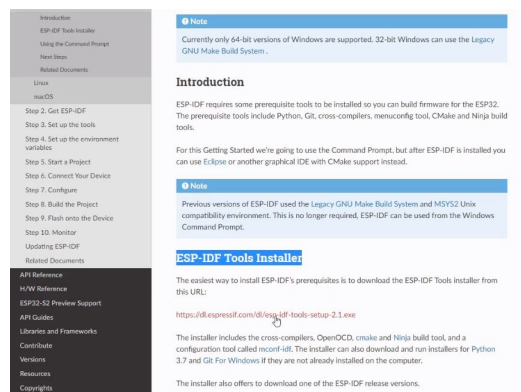 Introduction
ESP-IDF Tools Installer
Using the Command Prompt
Next Steps
Related Documents
Linux
macOS
Step 2. Get ESP-IDF
Step 3. Set up the tools
Step 4. Set up the environment
variables
Step 5. Start a Project
Step 6. Connect Your Device
Step 7. Configure
Step 8. Build the Project
Step 9. Flash onto the Device
Step 10. Monitor
Updating ESP-IDF
Related Documents
API Reference
H/W Reference
ESP32-S2 Preview Support
API Guides
Libraries and Frameworks
Contribute
Versions
Resources
Copyrights
Note
Currently only 64-bit versions of Windows are supported. 32-bit Windows can use the Legacy
GNU Make Build System .
Introduction
ESP-IDF requires some prerequisite tools to be installed so you can build firmware for the ESP32.
The prerequisite tools include Python, Git, cross-compilers, menuconfig tool, CMake and Ninja build
tools.
For this Getting Started we're going to use the Command Prompt, but after ESP-IDF is installed you
can use Eclipse or another graphical IDE with CMake support instead.
Note
Previous versions of ESP-IDF used the Legacy GNU Make Build System and MSYS2 Unix
compatibility environment. This is no longer required, ESP-IDF can be used from the Windows
Command Prompt.
ESP-IDF Tools Installer
The easiest way to install ESP-IDF's prerequisites is to download the ESP-IDF Tools installer from
this URL:
https://dl.espressif.com/dl/esp-idf-tools-setup-2.1.exe
The installer includes the cross-compilers, OpenOCD, cmake and Ninja build tool, and a
configuration tool called mconf-idf. The installer can also download and run installers for Python
3.7 and Git For Windows if they are not already installed on the computer.
The installer also offers to download one of the ESP-IDF release versions.